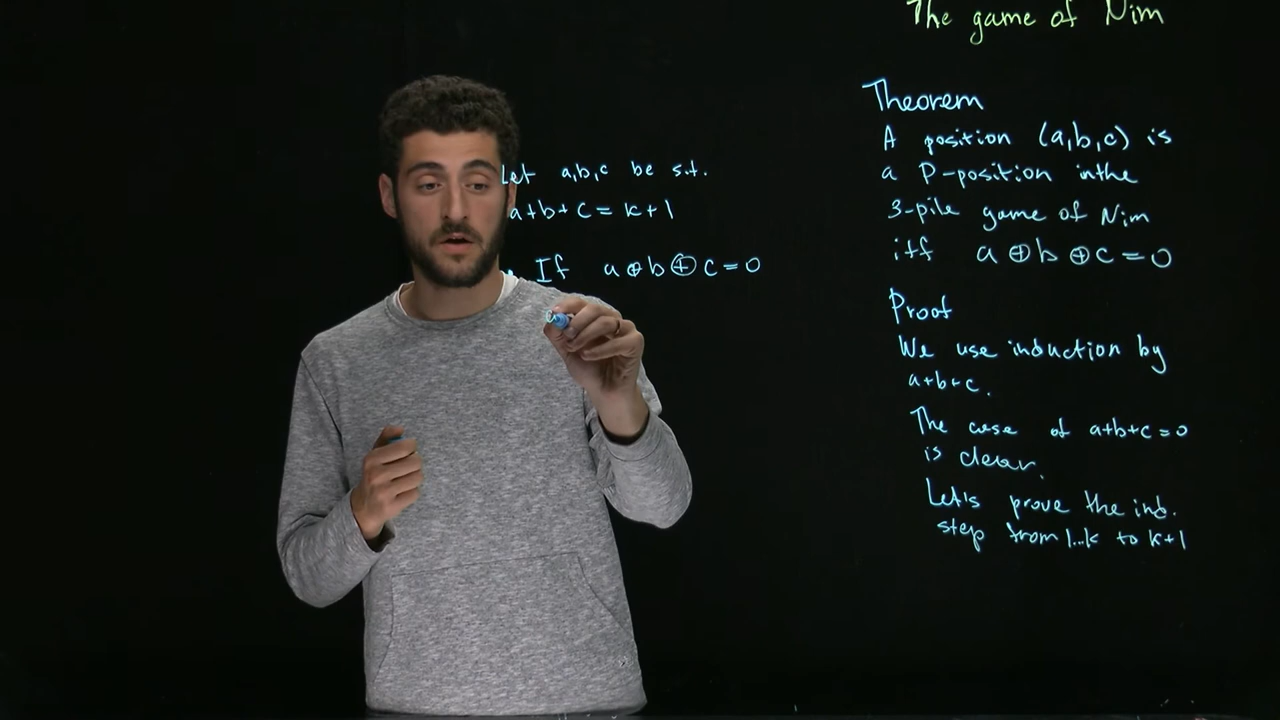 The game of Nim
Let a,b,c be s.t.
a+b+c=k+1
If a⊕b⊕c=0
Theorem
A position (a,b,c) is
a P-position in the
3-pile game of Nim
iff a⊕b⊕c=0
Proof
We use induction by
a+b+c.
The case of a+b+c=0
is clear.
Let's prove the ind.
step from 1...k to k+1